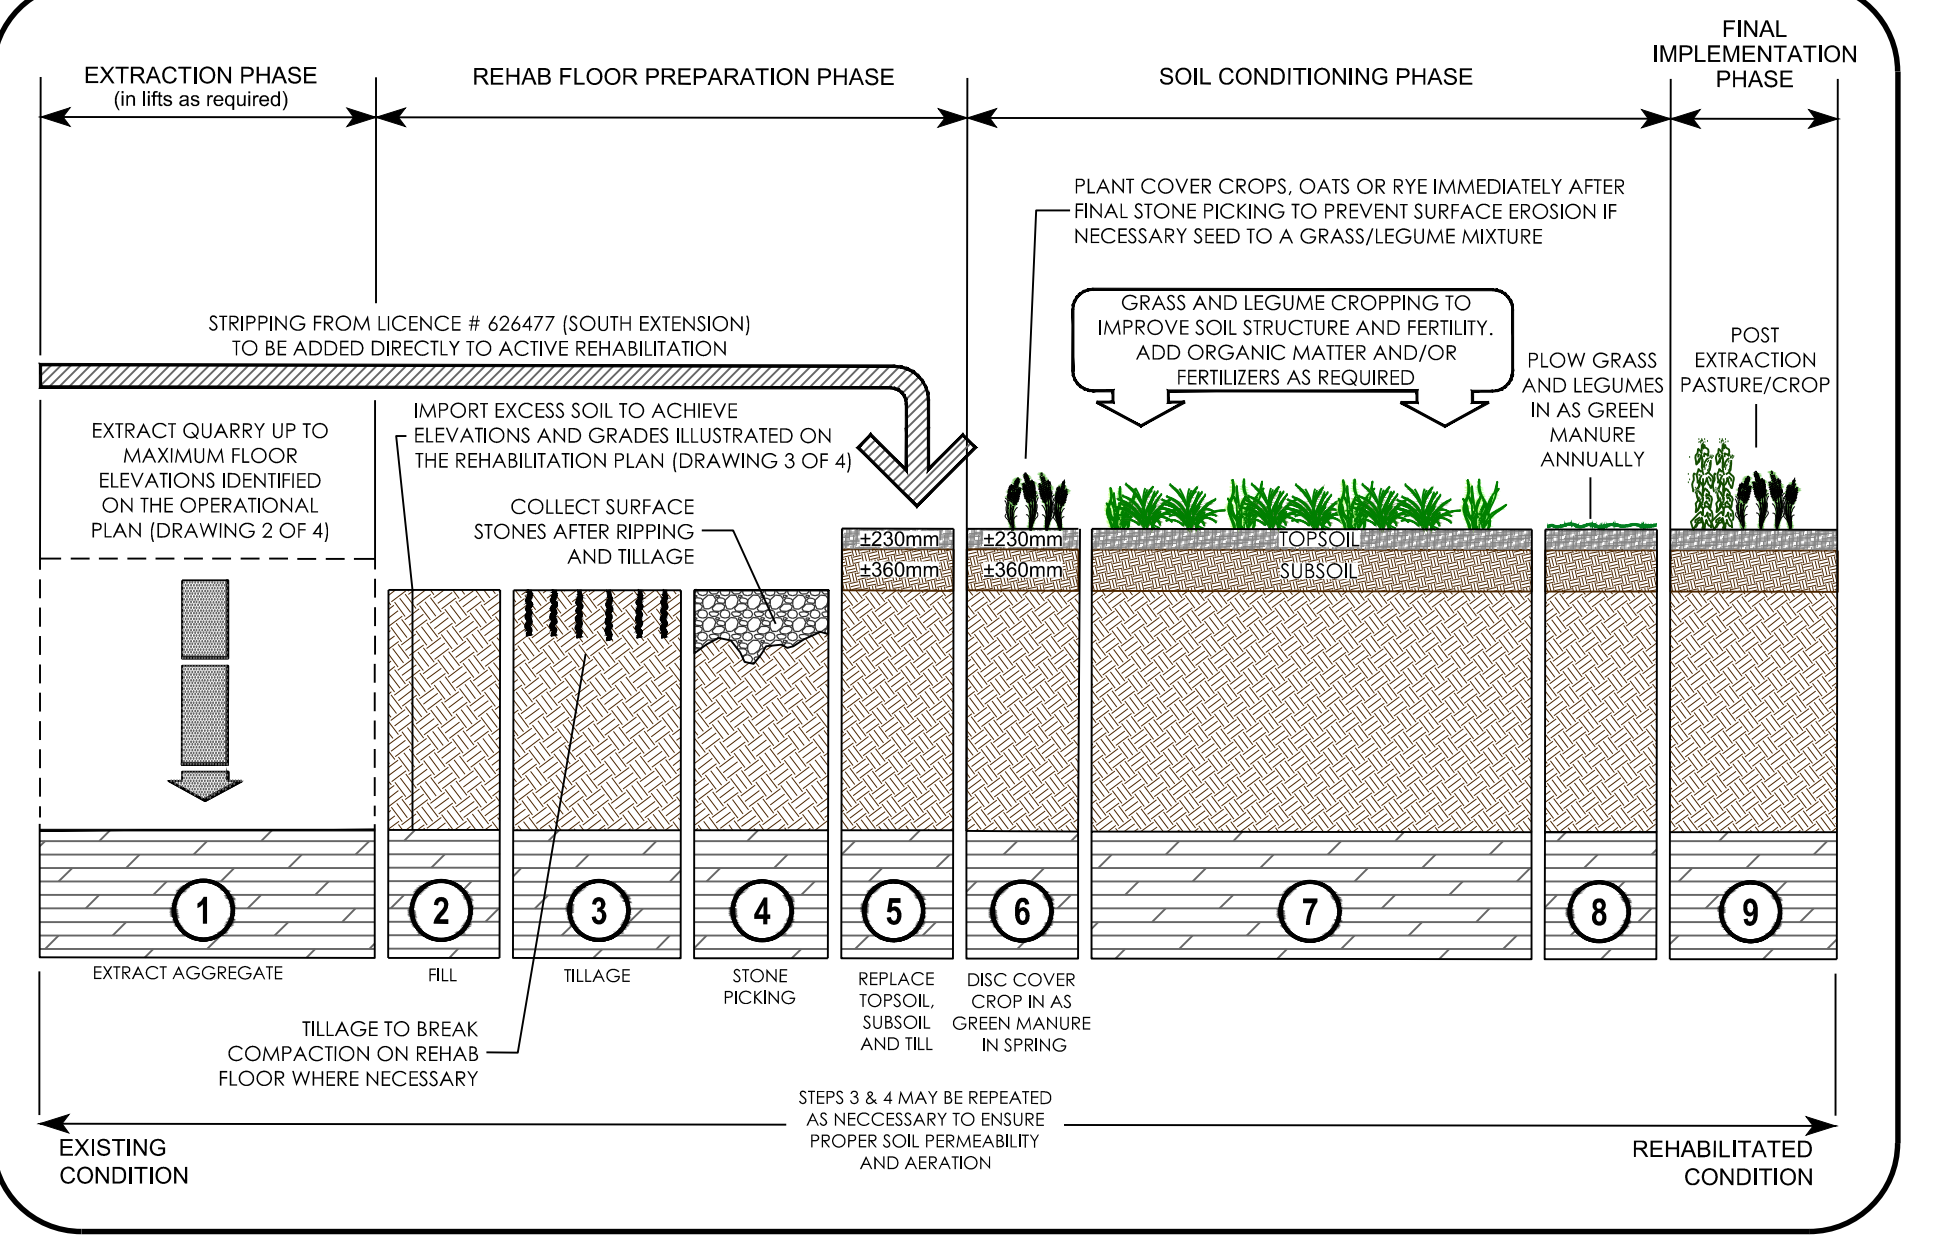 EXTRACTION PHASE
(in lifts as required)
REHAB FLOOR PREPARATION PHASE
SOIL CONDITIONING PHASE
FINAL
IMPLEMENTATION
PHASE
PLANT COVER CROPS, OATS OR RYE IMMEDIATELY AFTER
FINAL STONE PICKING TO PREVENT SURFACE EROSION IF
NECESSARY SEED TO A GRASS/LEGUME MIXTURE
STRIPPING FROM LICENCE # 626477 (SOUTH EXTENSION)
TO BE ADDED DIRECTLY TO ACTIVE REHABILITATION
GRASS AND LEGUME CROPPING TO
IMPROVE SOIL STRUCTURE AND FERTILITY.
ADD ORGANIC MATTER AND/OR
FERTILIZERS AS REQUIRED
PLOW GRASS
AND LEGUMES
IN AS GREEN
MANURE
ANNUALLY
POST
EXTRACTION
PASTURE/CROP
EXTRACT QUARRY UP TO
MAXIMUM FLOOR
ELEVATIONS IDENTIFIED
ON THE OPERATIONAL
PLAN (DRAWING 2 OF 4)
IMPORT EXCESS SOIL TO ACHIEVE
ELEVATIONS AND GRADES ILLUSTRATED ON
THE REHABILITATION PLAN (DRAWING 3 OF 4)
COLLECT SURFACE
STONES AFTER RIPPING
AND TILLAGE
±230mm
±360mm
±230mm
±360mm
TOPSOIL
SUBSOIL
1
2
3
4
5
6
7
8
9
EXTRACT AGGREGATE
FILL
TILLAGE
STONE
PICKING
REPLACE
TOPSOIL,
SUBSOIL
AND TILL
DISC COVER
CROP IN AS
GREEN MANURE
IN SPRING
TILLAGE TO BREAK
COMPACTION ON REHAB
FLOOR WHERE NECESSARY
STEPS 3 & 4 MAY BE REPEATED
AS NECCESSARY TO ENSURE
PROPER SOIL PERMEABILITY
AND AERATION
EXISTING
CONDITION
REHABILITATED
CONDITION